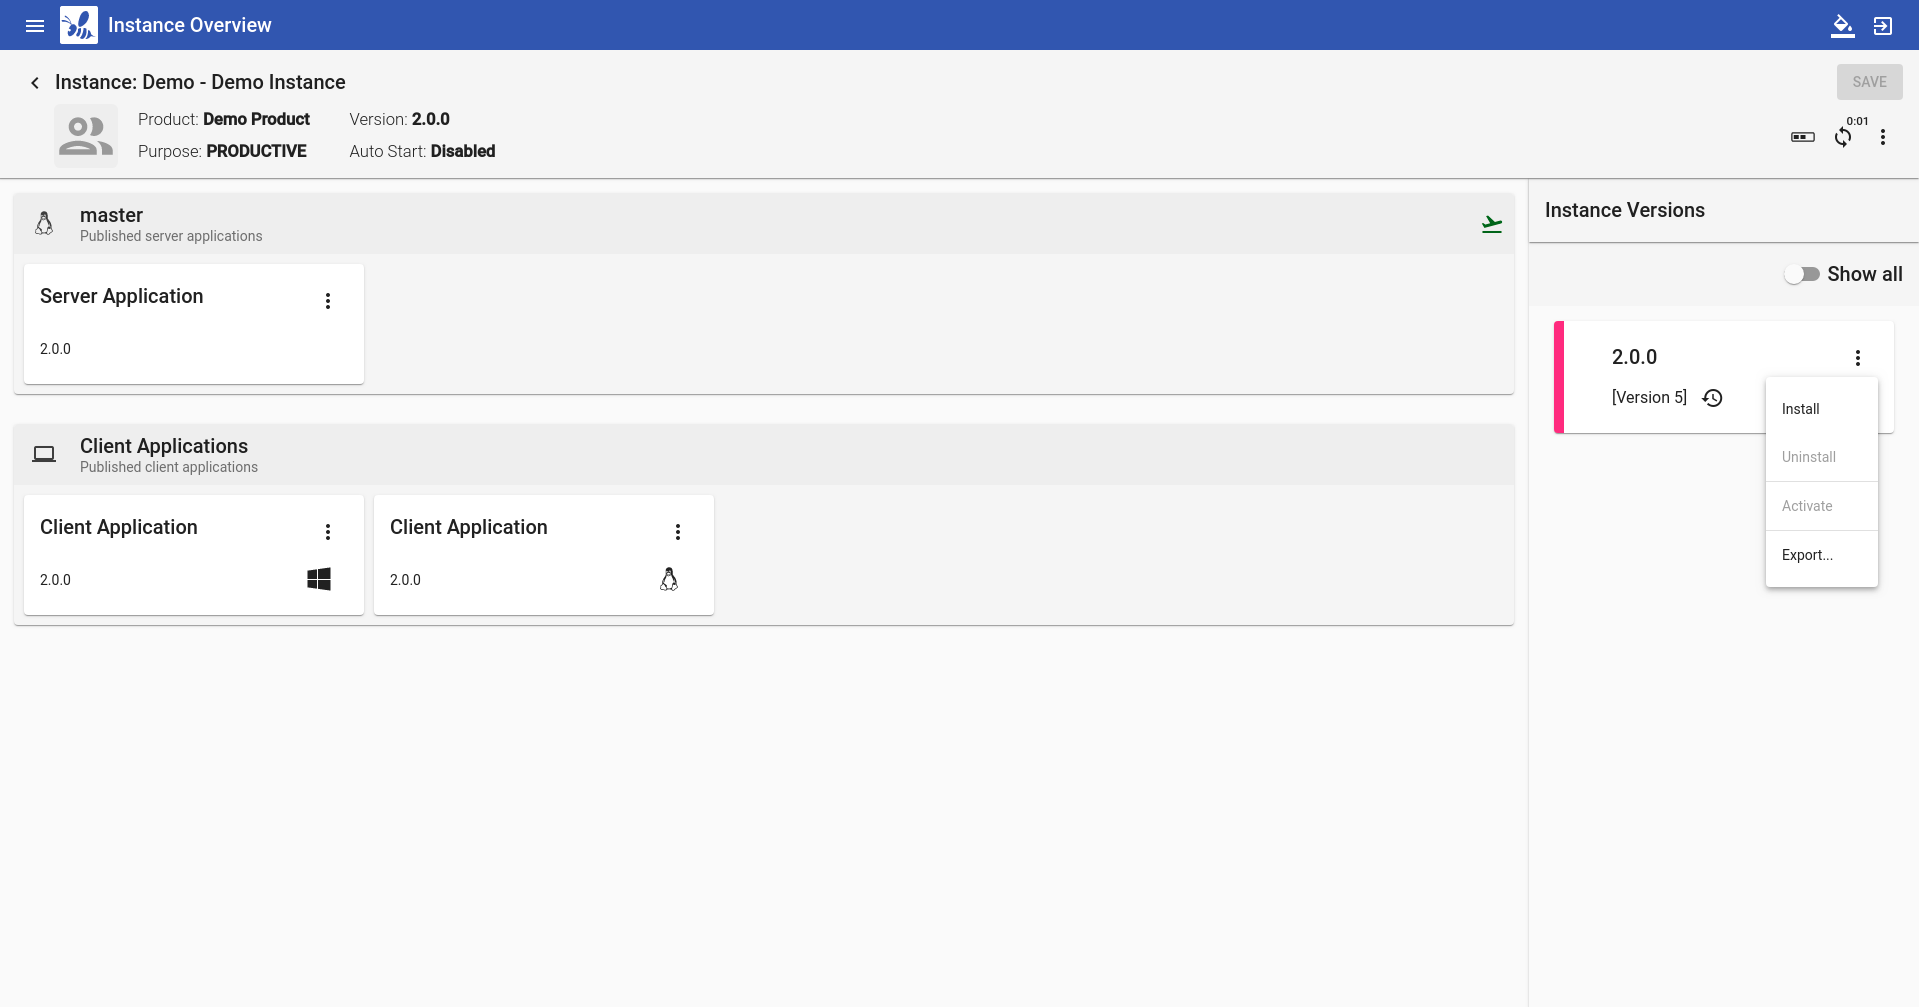 Instance Overview
Instance: Demo - Demo Instance
SAVE
Product: Demo Product
Version: 2.0.0
Purpose: PRODUCTIVE
Auto Start: Disabled
0:01
master
Published server applications
Server Application
2.0.0
Client Applications
Published client applications
Client Application
2.0.0
Client Application
2.0.0
Instance Versions
Show all
2.0.0
[Version 5]
Install
Uninstall
Activate
Export...